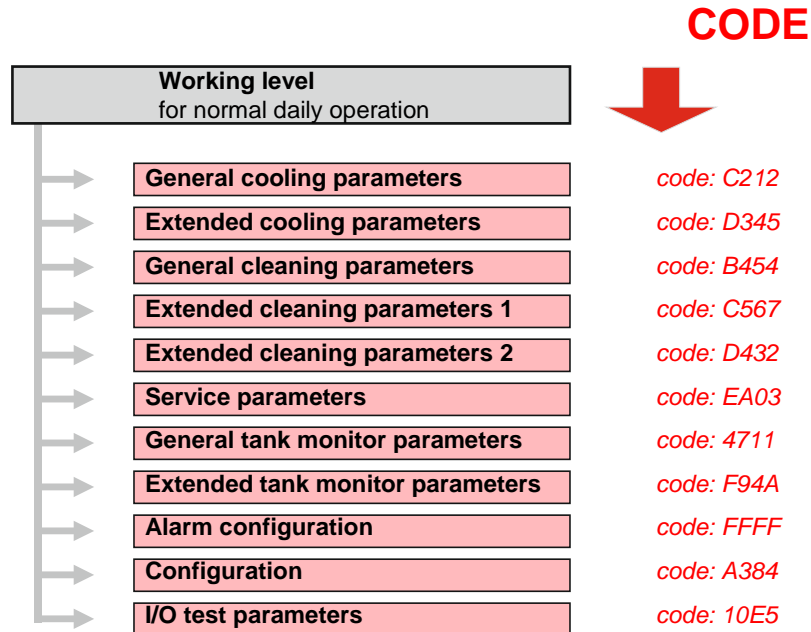 CODE
Working level
for normal daily operation
General cooling parameters code: C212
Extended cooling parameters code: D345
General cleaning parameters code: B454
Extended cleaning parameters 1 code: C567
Extended cleaning parameters 2 code: D432
Service parameters code: EA03
General tank monitor parameters code: 4711
Extended tank monitor parameters code: F94A
Alarm configuration code: FFFF
Configuration code: A384
I/O test parameters code: 10E5